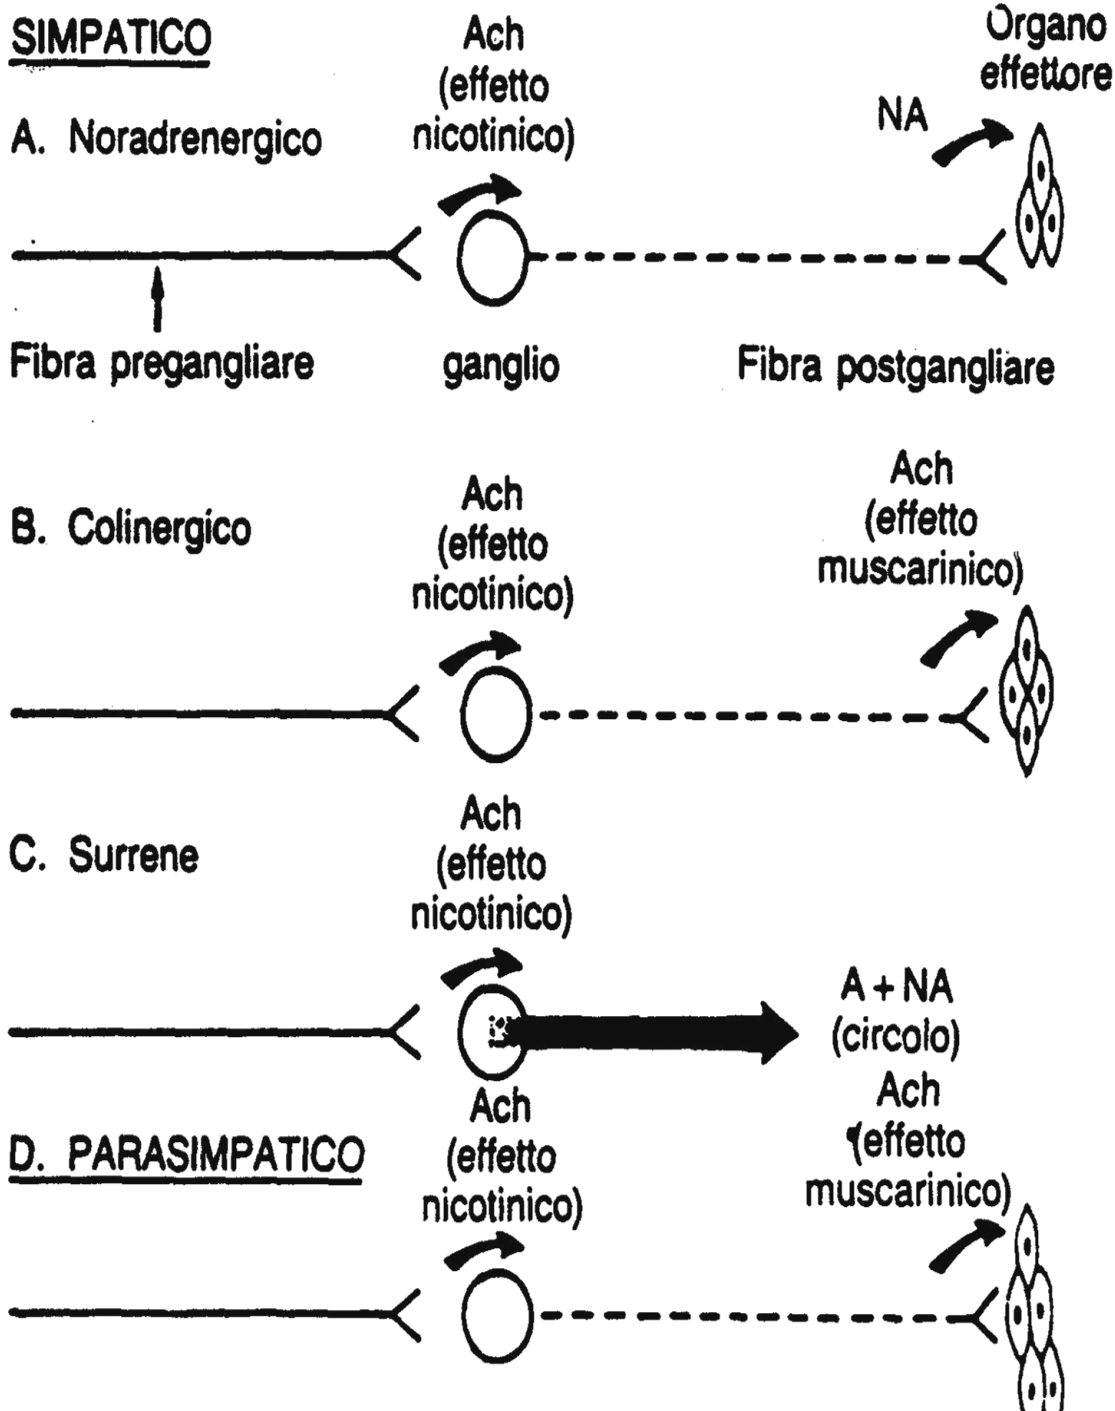 SIMPATICO
Ach
(effetto
nicotinico)
Organo
effettore
A. Noradrenergico
NA
Fibra pregangliare
ganglio
Fibra postgangliare
B. Colinergico
Ach
(effetto
nicotinico)
Ach
(effetto
muscarinico)
C. Surrene
Ach
(effetto
nicotinico)
A + NA
(circolo)
D. PARASIMPATICO
Ach
(effetto
nicotinico)
Ach
(effetto
muscarinico)